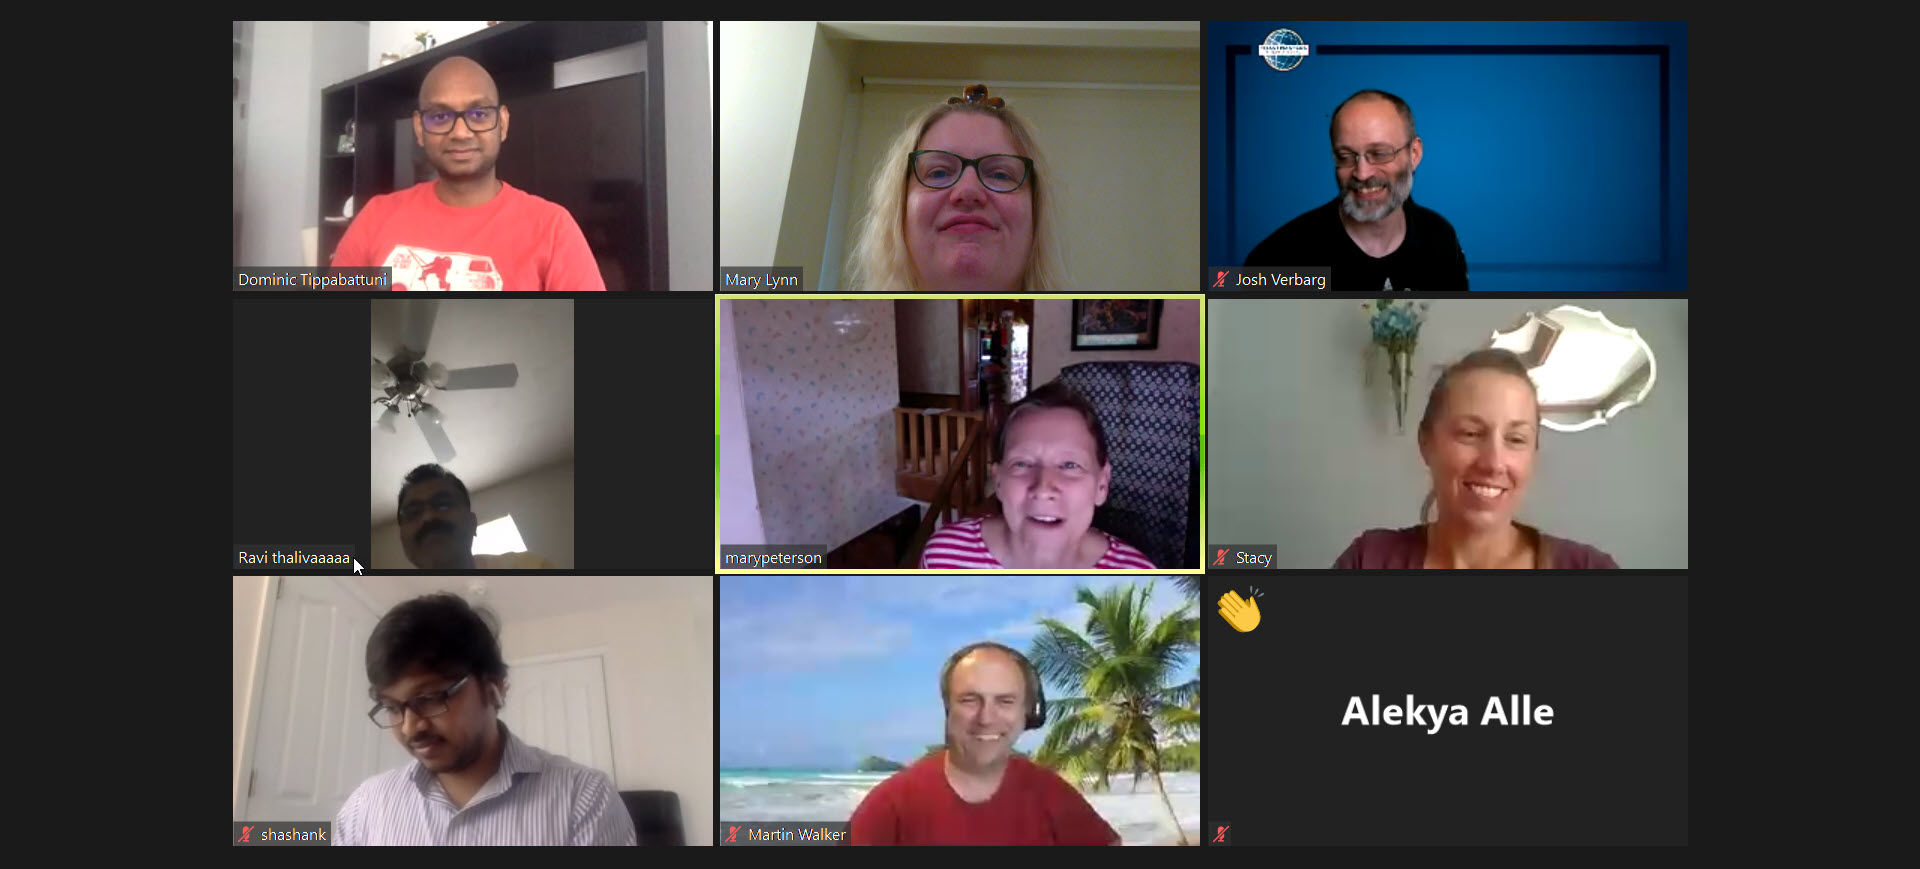 Dominic Tippabattuni
Mary Lynn
Josh Verbarg
Ravi thalivaaaaa
marypeterson
Stacy
shashank
Martin Walker
Alekya Alle